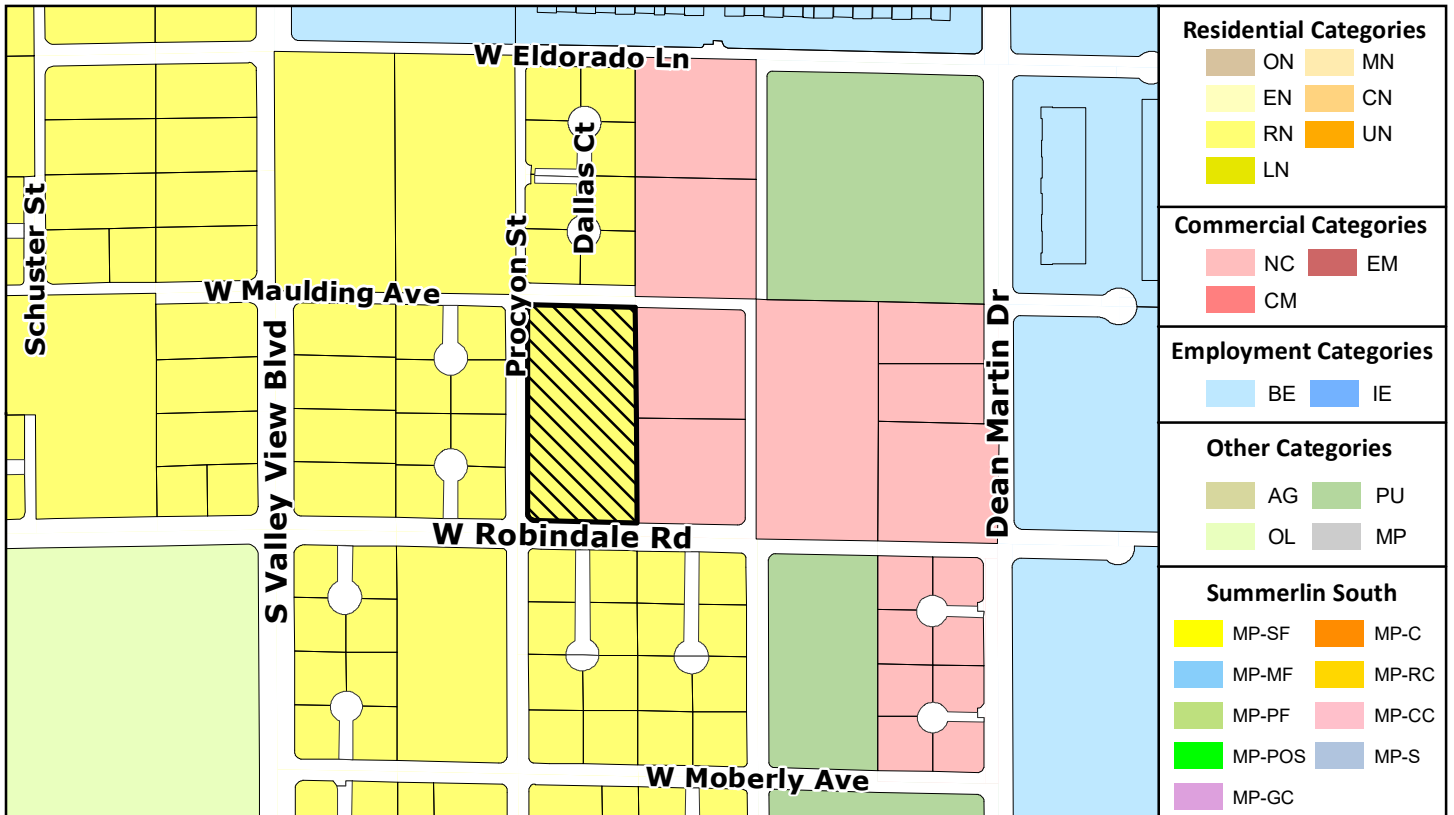 W Eldorado Ln
Dallas Ct
Schuster St
Procyon St
W Maulding Ave
S Valley View Blvd
Dean Martin Dr
W Robindale Rd
W Moberly Ave
Residential Categories
ON MN
EN CN
RN UN
LN
Commercial Categories
NC EM
CM
Employment Categories
BE IE
Other Categories
AG PU
OL MP
Summerlin South
MP-SF MP-C
MP-MF MP-RC
MP-PF MP-CC
MP-POS MP-S
MP-GC